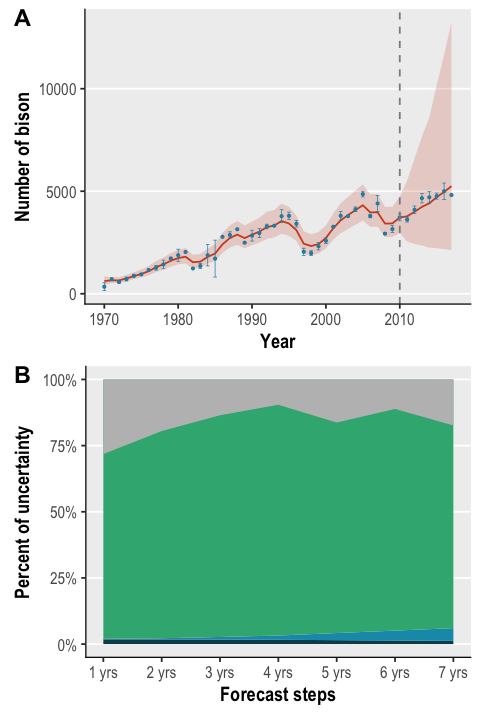 A
Number of bison
10000
5000
0
1970 1980 1990 2000 2010
Year
B
Percent of uncertainty
100%
75%
50%
25%
0%
1 yrs 2 yrs 3 yrs 4 yrs 5 yrs 6 yrs 7 yrs
Forecast steps